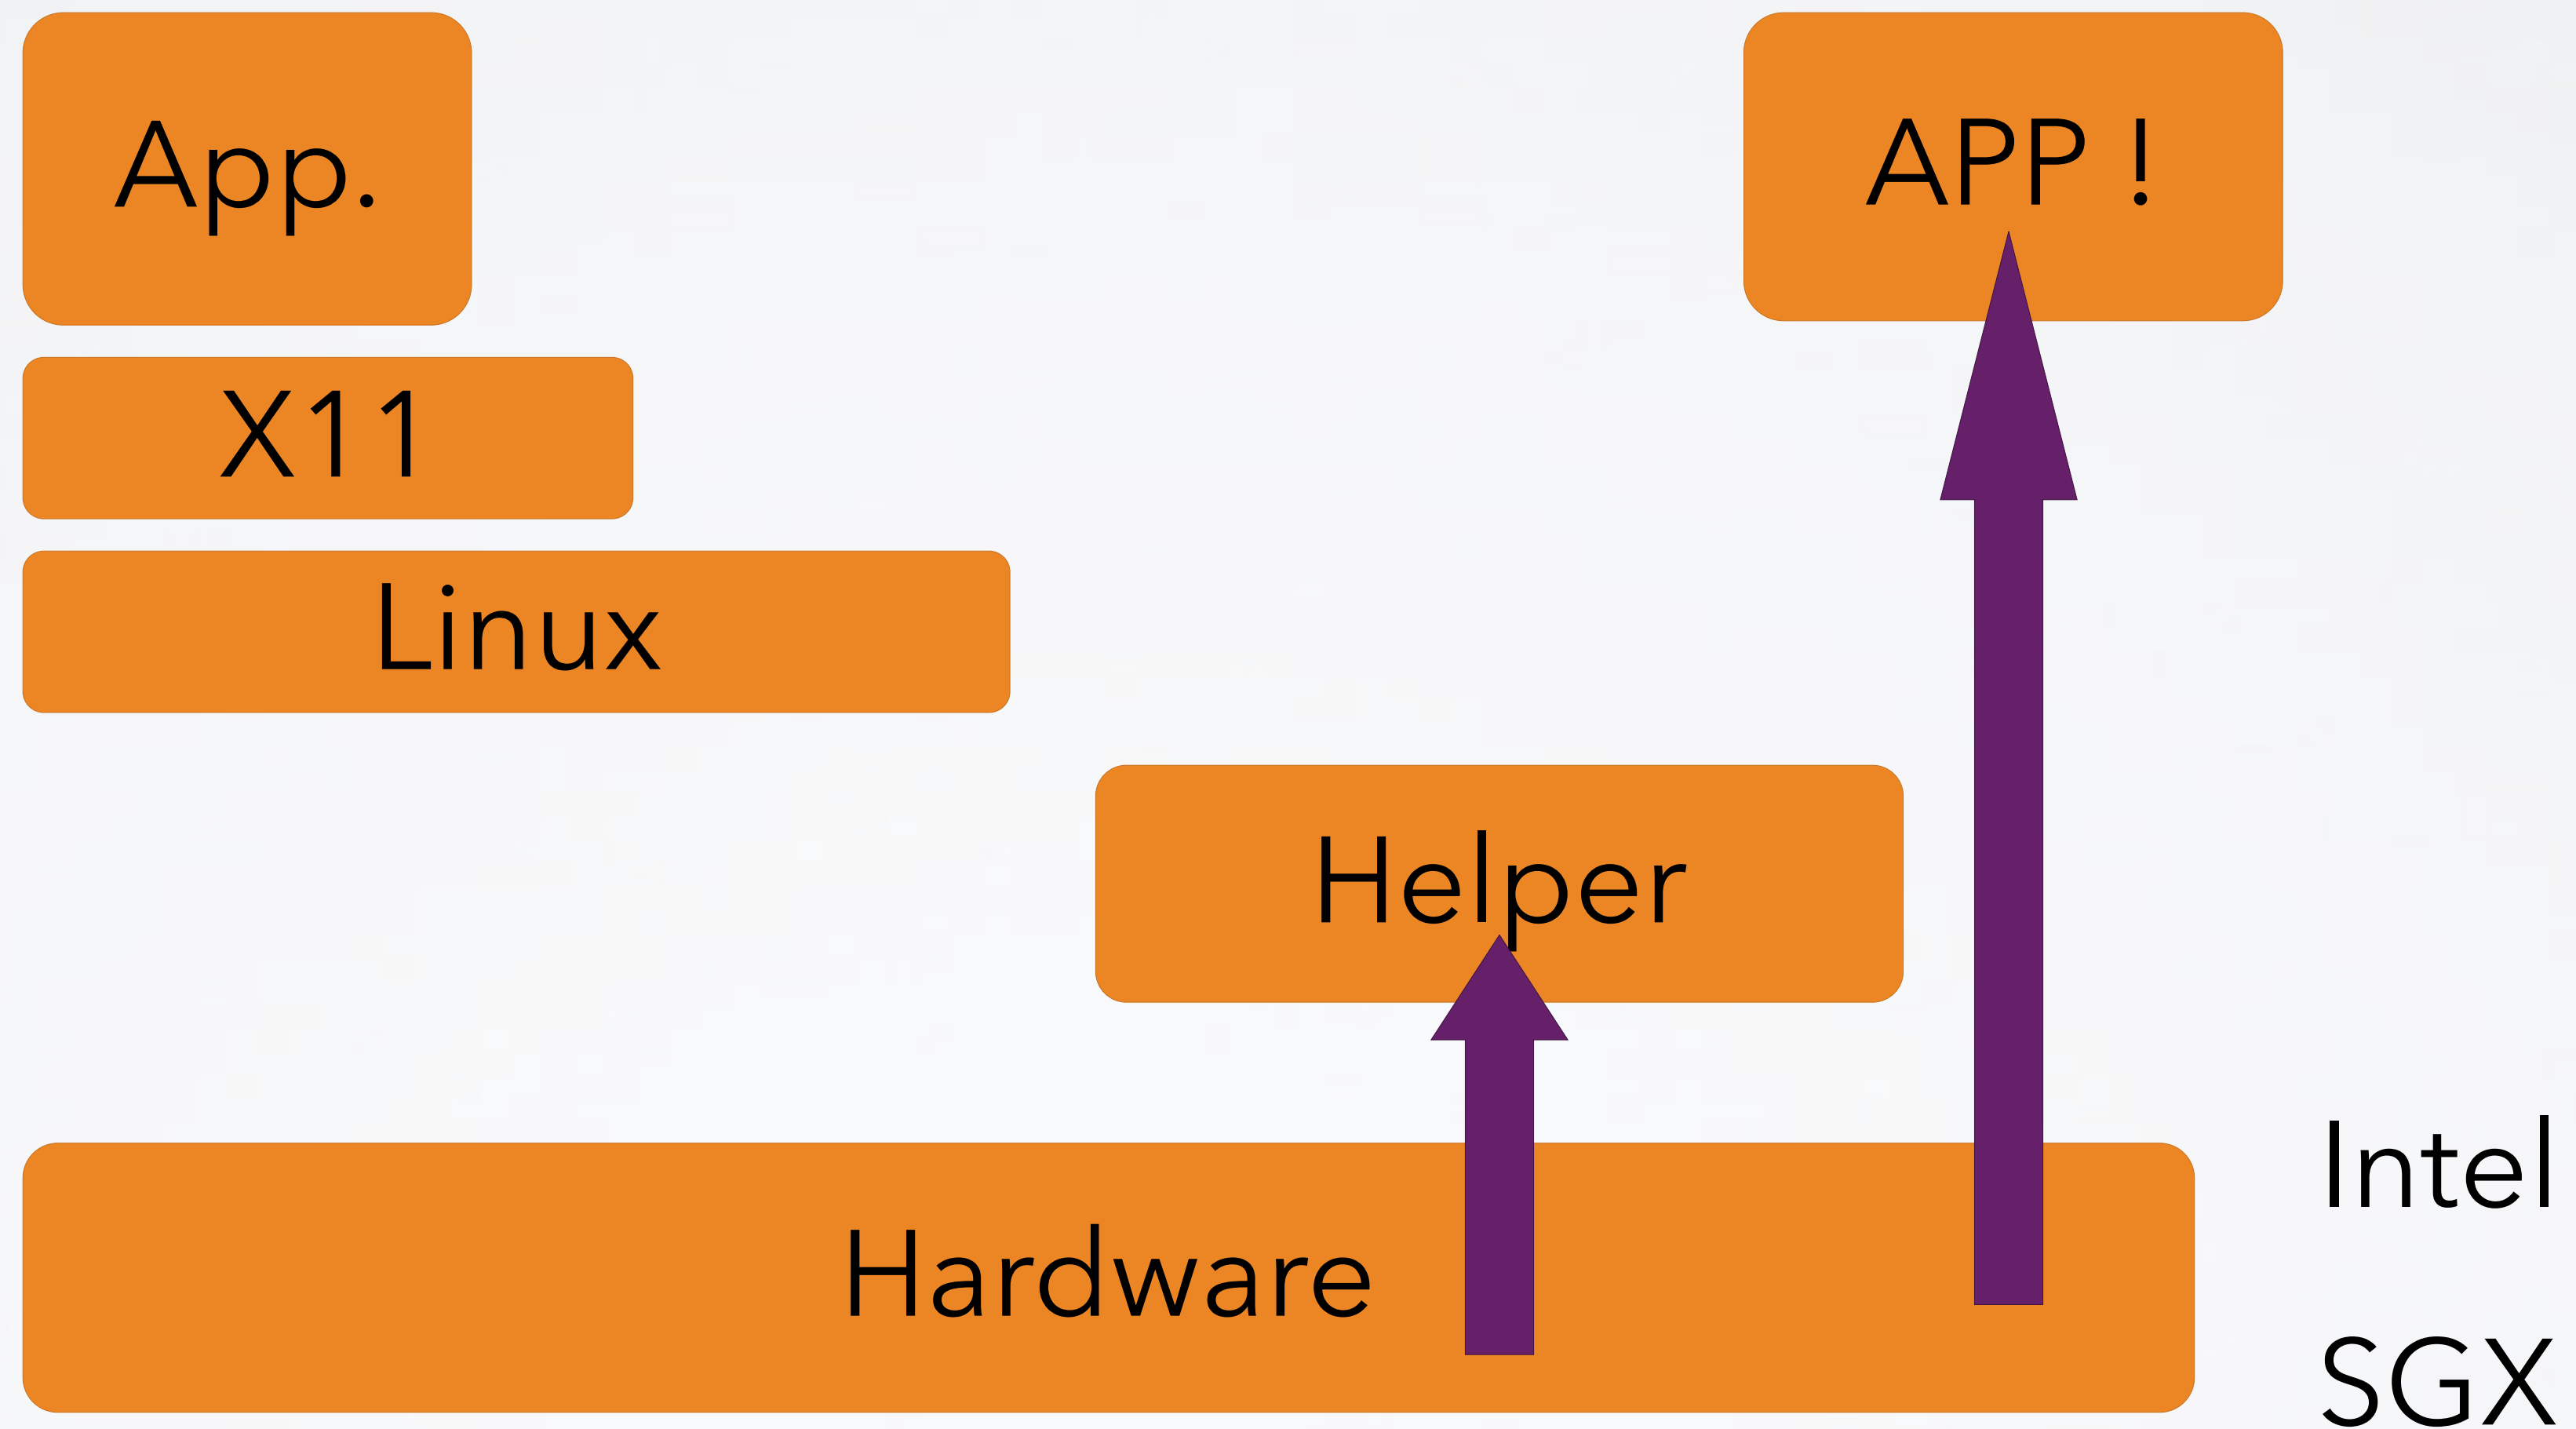 App.
APP !
X11
Linux
Helper
Hardware
Intel
SGX